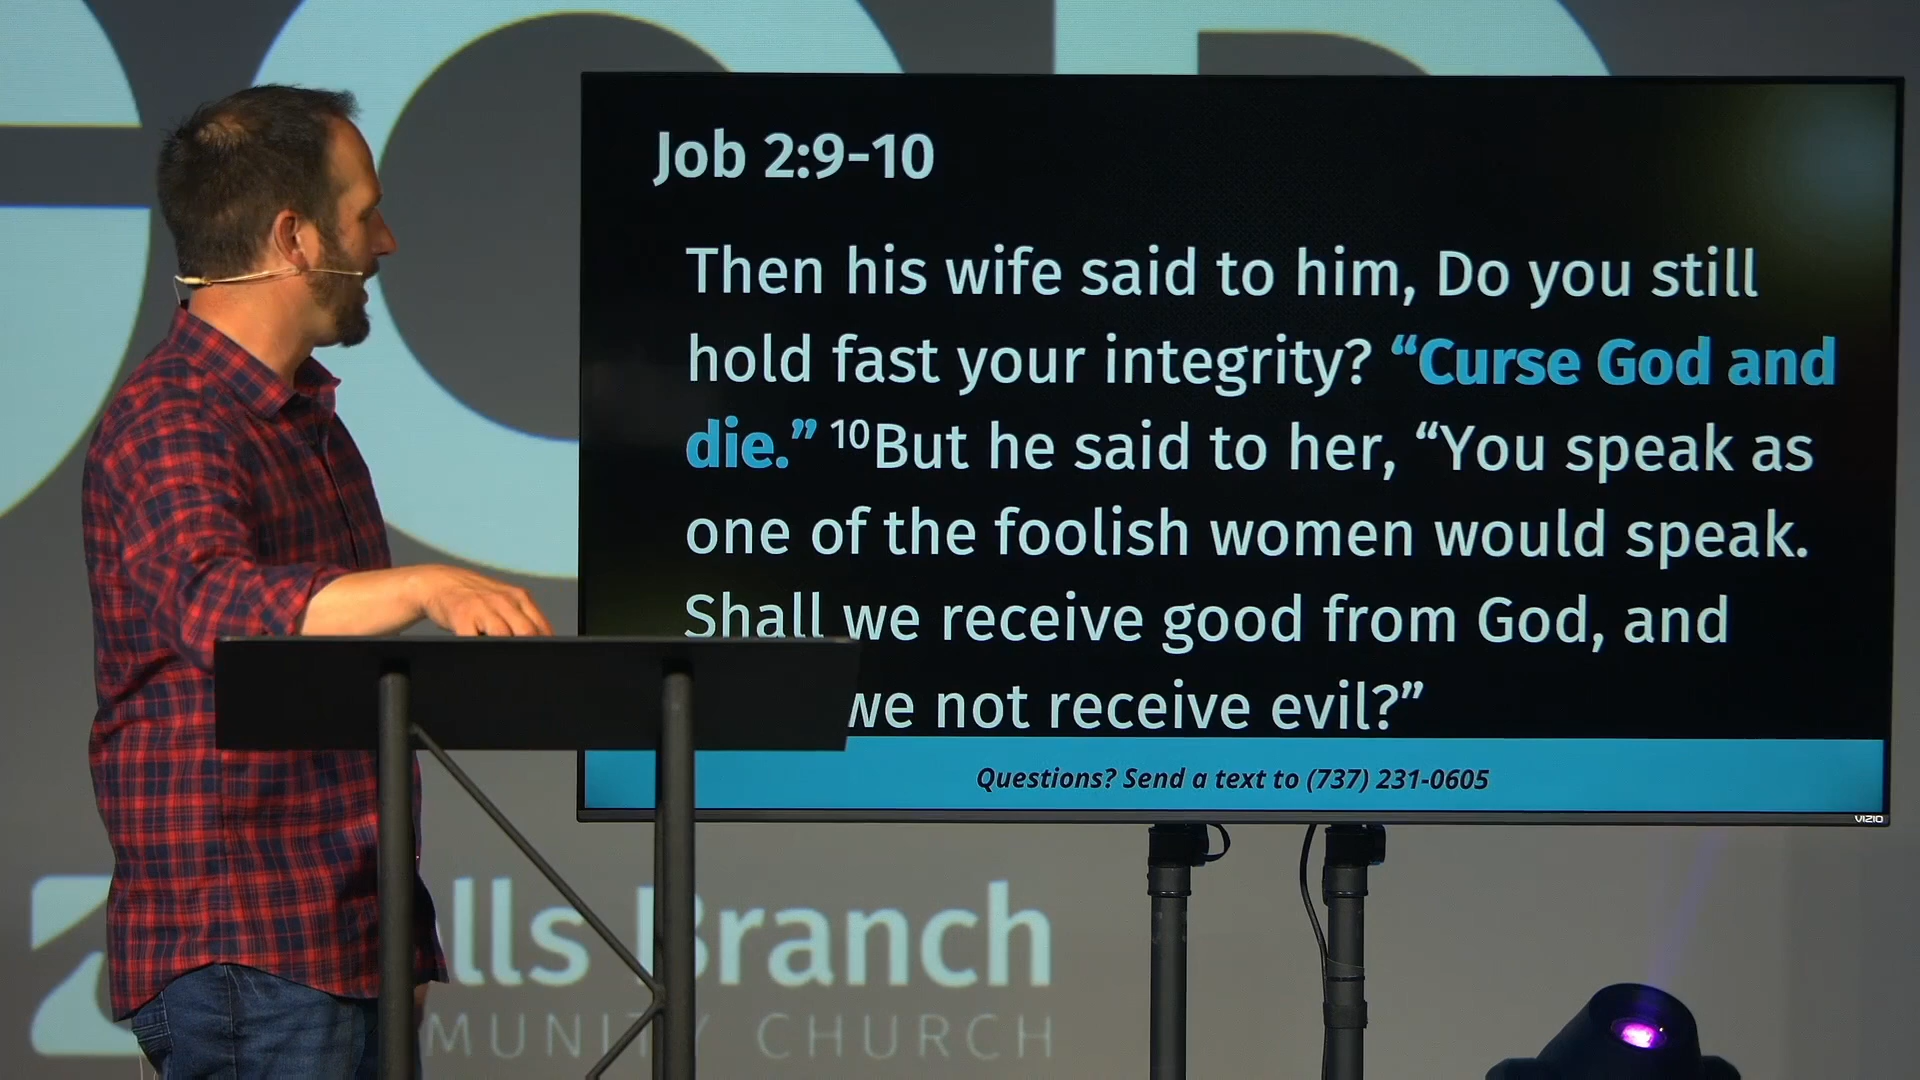 Job 2:9-10
Then his wife said to him, Do you still
hold fast your integrity? “Curse God and
die.” ¹⁰But he said to her, “You speak as
one of the foolish women would speak.
Shall we receive good from God, and
we not receive evil?”
Questions? Send a text to (737) 231-0605
VIZIO
Branch
CHURCH